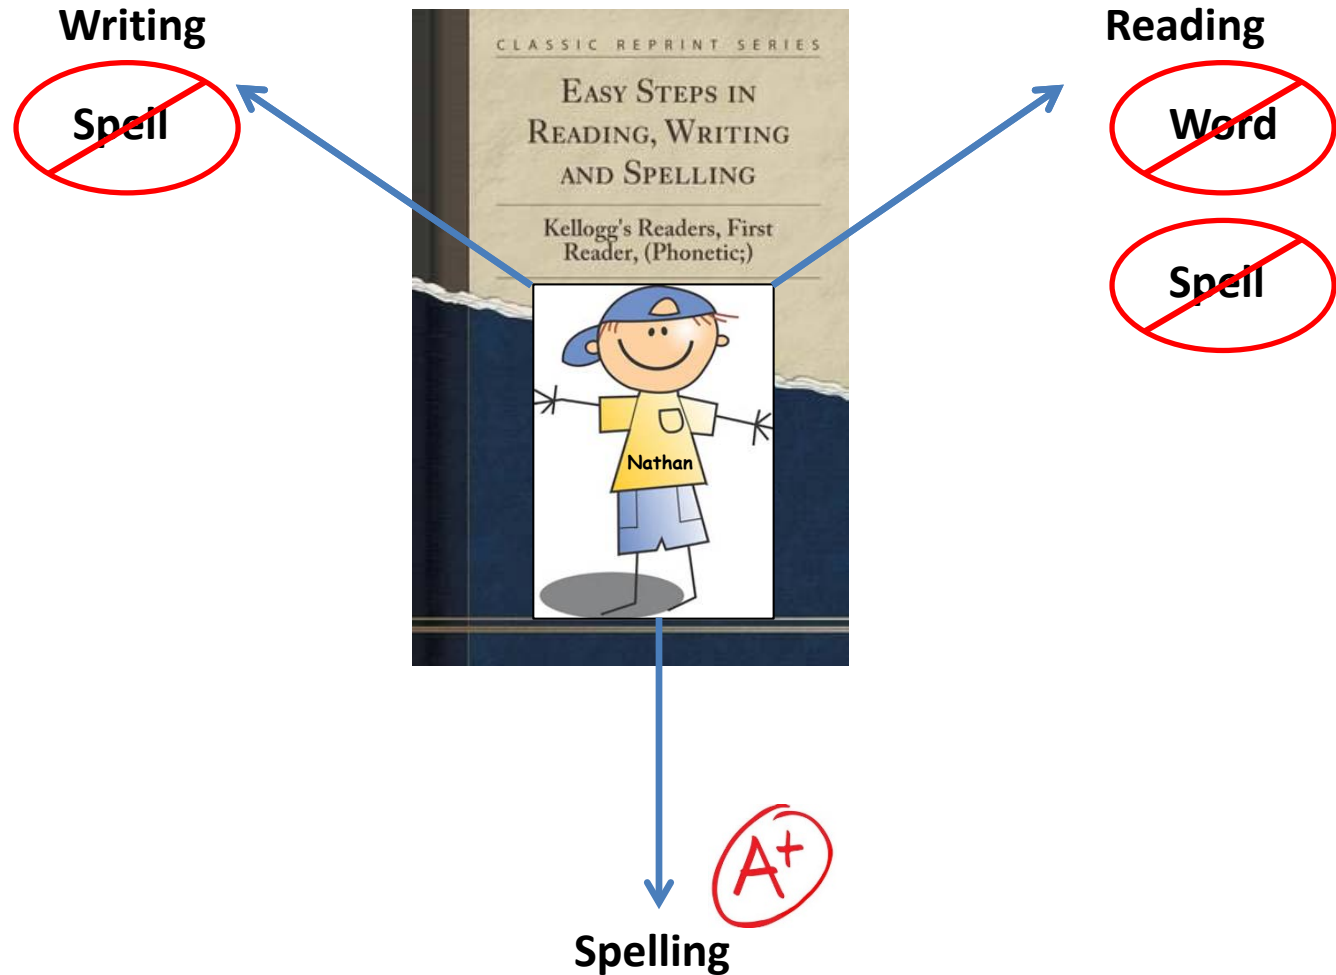 Writing
Spell
CLASSIC REPRINT SERIES
EASY STEPS IN
READING, WRITING
AND SPELLING
Kellogg's Readers, First
Reader, (Phonetic;)
Nathan
Reading
Word
Spell
A+
Spelling